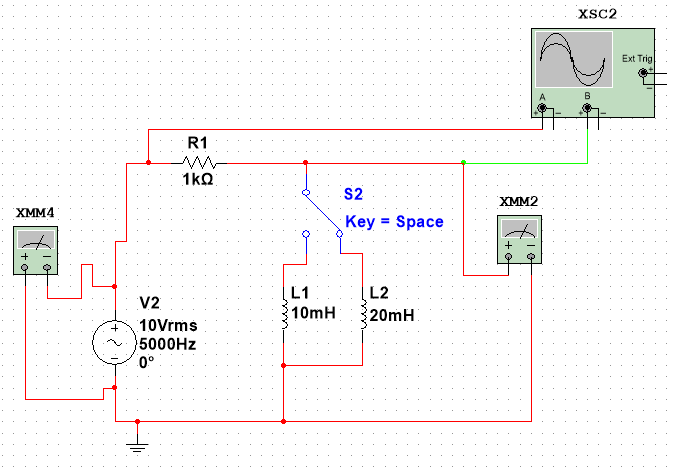 XSC2
Ext Trig
+
−
A
B
+ − + −
R1
1kΩ
S2
Key = Space
XMM4
+ −
XMM2
+ −
V2
10Vrms
5000Hz
0°
+
−
L1
10mH
L2
20mH